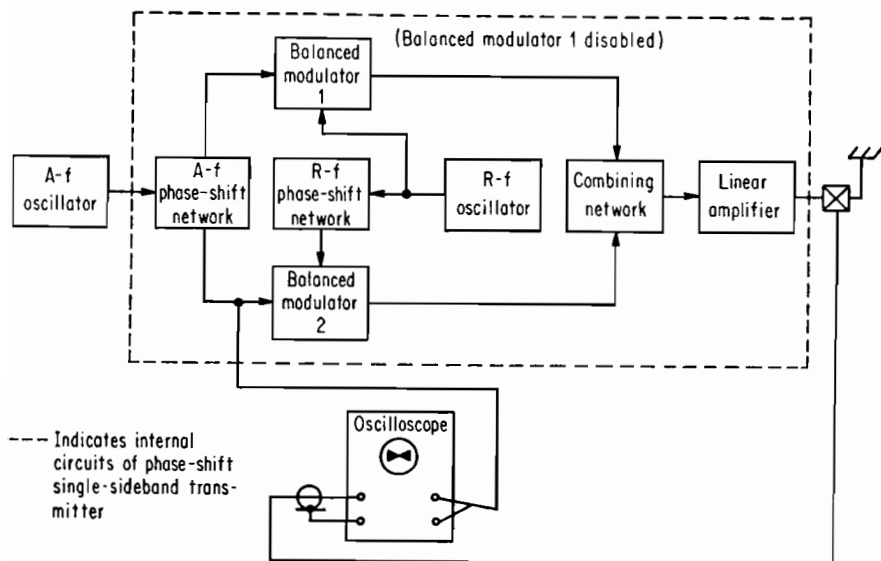 (Balanced modulator 1 disabled)
Balanced
modulator
1
A-f
oscillator
A-f
phase-shift
network
R-f
phase-shift
network
R-f
oscillator
Combining
network
Linear
amplifier
Balanced
modulator
2
Oscilloscope
--- Indicates internal
circuits of phase-shift
single-sideband trans-
mitter